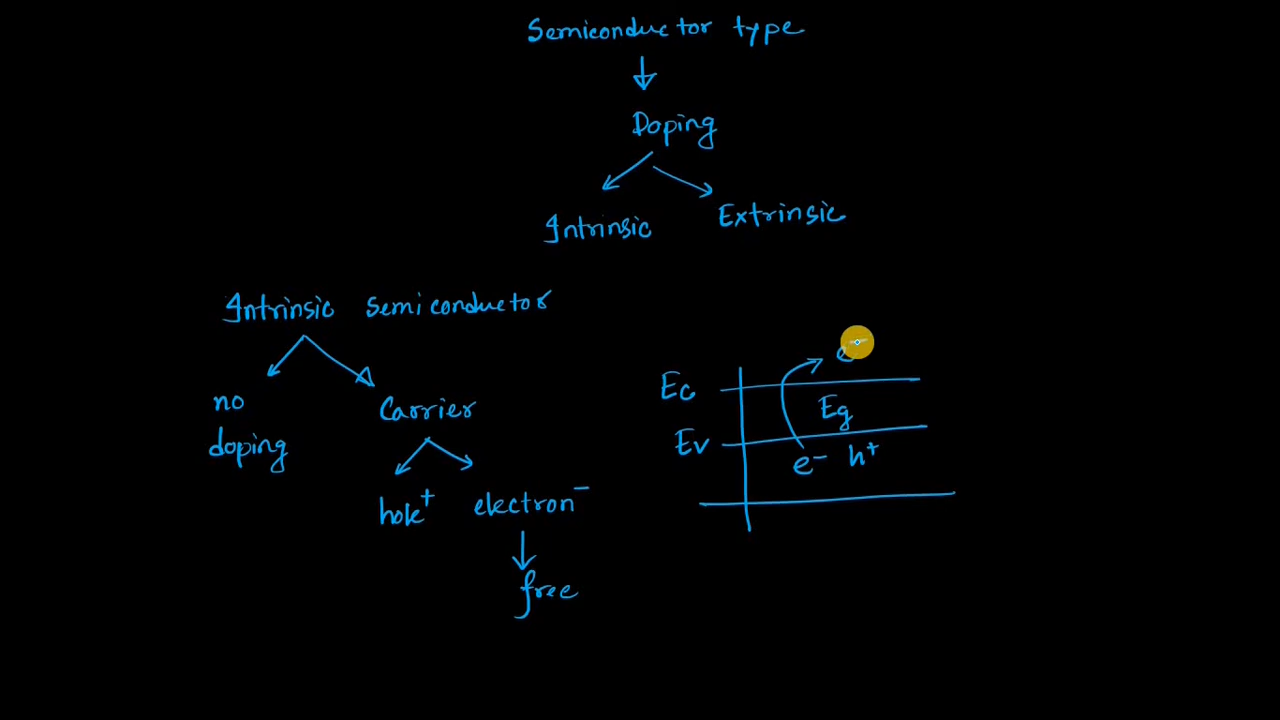 Semiconductor type
Doping
Intrinsic Extrinsic
Intrinsic semiconductor
no
doping
Carrier
hole+ electron−
free
e−
Ec
Eg
Ev
e− h+